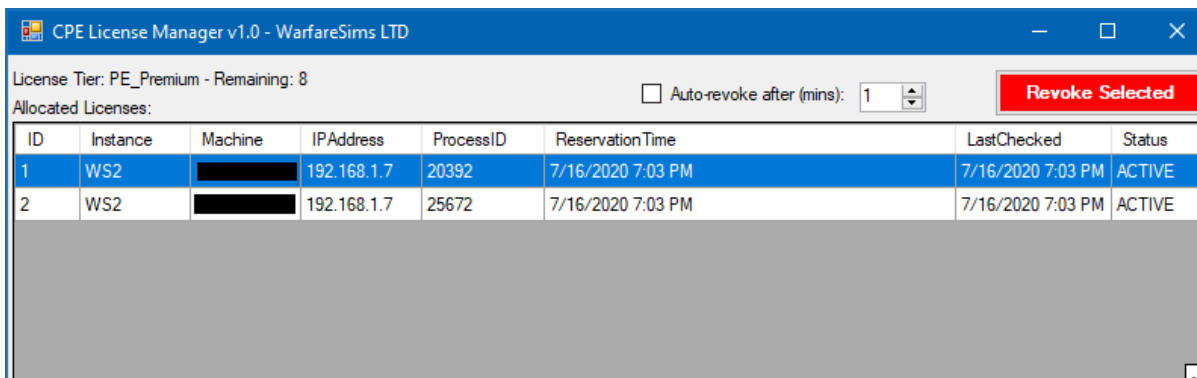 CPE License Manager v1.0 - WarfareSims LTD
License Tier: PE_Premium - Remaining: 8
Auto-revoke after (mins): 1
Revoke Selected
Allocated Licenses:
ID Instance Machine IPAddress ProcessID ReservationTime LastChecked Status
1 WS2 192.168.1.7 20392 7/16/2020 7:03 PM 7/16/2020 7:03 PM ACTIVE
2 WS2 192.168.1.7 25672 7/16/2020 7:03 PM 7/16/2020 7:03 PM ACTIVE